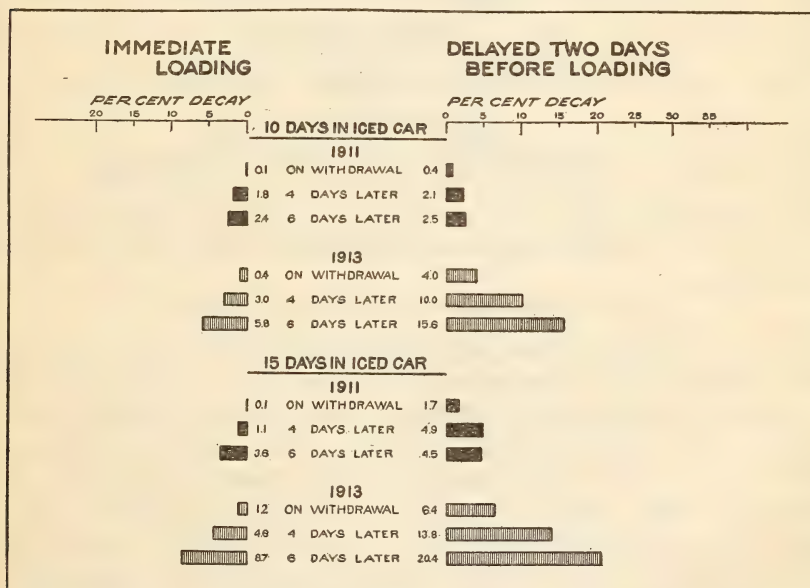 IMMEDIATE LOADING
DELAYED TWO DAYS BEFORE LOADING
PER CENT DECAY
PER CENT DECAY
20 15 10 5 0
0 5 10 15 20 25 30 35
10 DAYS IN ICED CAR
1911
0.1 ON WITHDRAWAL 0.4
1.8 4 DAYS LATER 2.1
2.4 6 DAYS LATER 2.5
1913
0.4 ON WITHDRAWAL 4.0
3.0 4 DAYS LATER 10.0
5.8 6 DAYS LATER 15.6
15 DAYS IN ICED CAR
1911
0.1 ON WITHDRAWAL 1.7
1.1 4 DAYS LATER 4.9
3.6 6 DAYS LATER 4.5
1913
1.2 ON WITHDRAWAL 6.4
4.6 4 DAYS LATER 13.8
8.7 6 DAYS LATER 20.4